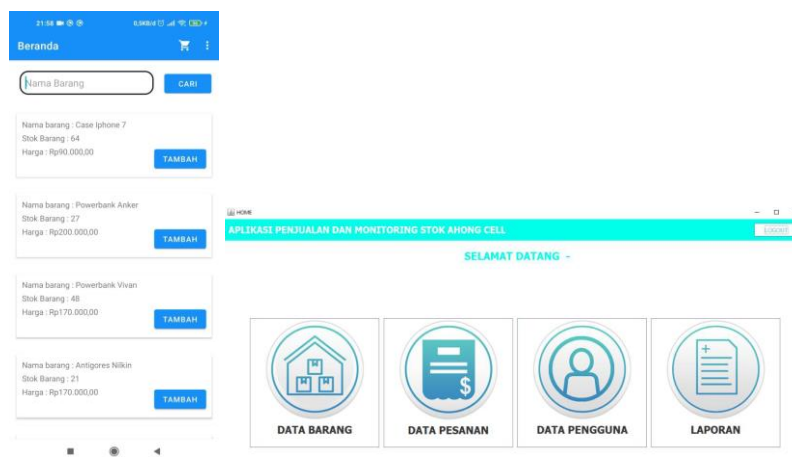 21:58
Beranda
Nama Barang
CARI
Nama barang : Case Iphone 7
Stok Barang : 64
Harga : Rp90.000,00
TAMBAH
Nama barang : Powerbank Anker
Stok Barang : 27
Harga : Rp200.000,00
TAMBAH
Nama barang : Powerbank Vivan
Stok Barang : 48
Harga : Rp170.000,00
TAMBAH
Nama barang : Antigores Nilkin
Stok Barang : 21
Harga : Rp170.000,00
TAMBAH
HOME
APLIKASI PENJUALAN DAN MONITORING STOK AHONG CELL
LOGOUT
SELAMAT DATANG -
DATA BARANG
DATA PESANAN
DATA PENGGUNA
LAPORAN